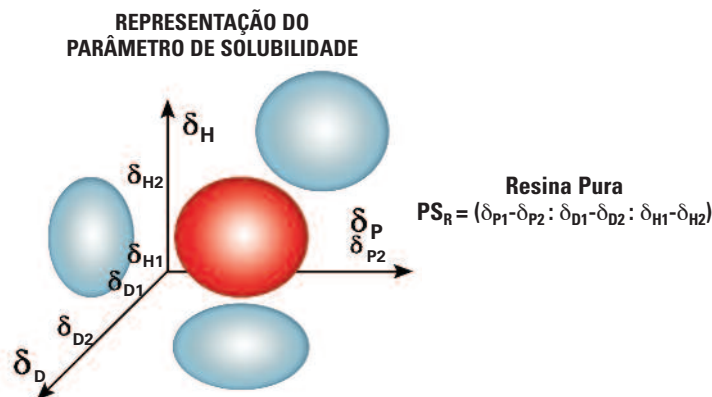 REPRESENTAÇÃO DO
PARÂMETRO DE SOLUBILIDADE
δH
δH2
δH1
δD1
δD2
δD
δP
δP2
Resina Pura
PSR = (δP1-δP2 : δD1-δD2 : δH1-δH2)